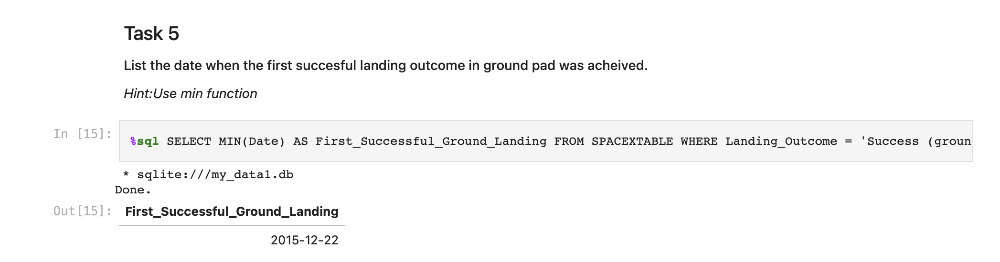 Task 5
List the date when the first succesful landing outcome in ground pad was acheived.
Hint:Use min function
In [15]:
%sql SELECT MIN(Date) AS First_Successful_Ground_Landing FROM SPACEXTABLE WHERE Landing_Outcome = 'Success (groun
* sqlite:///my_data1.db
Done.
Out[15]:
First_Successful_Ground_Landing
2015-12-22